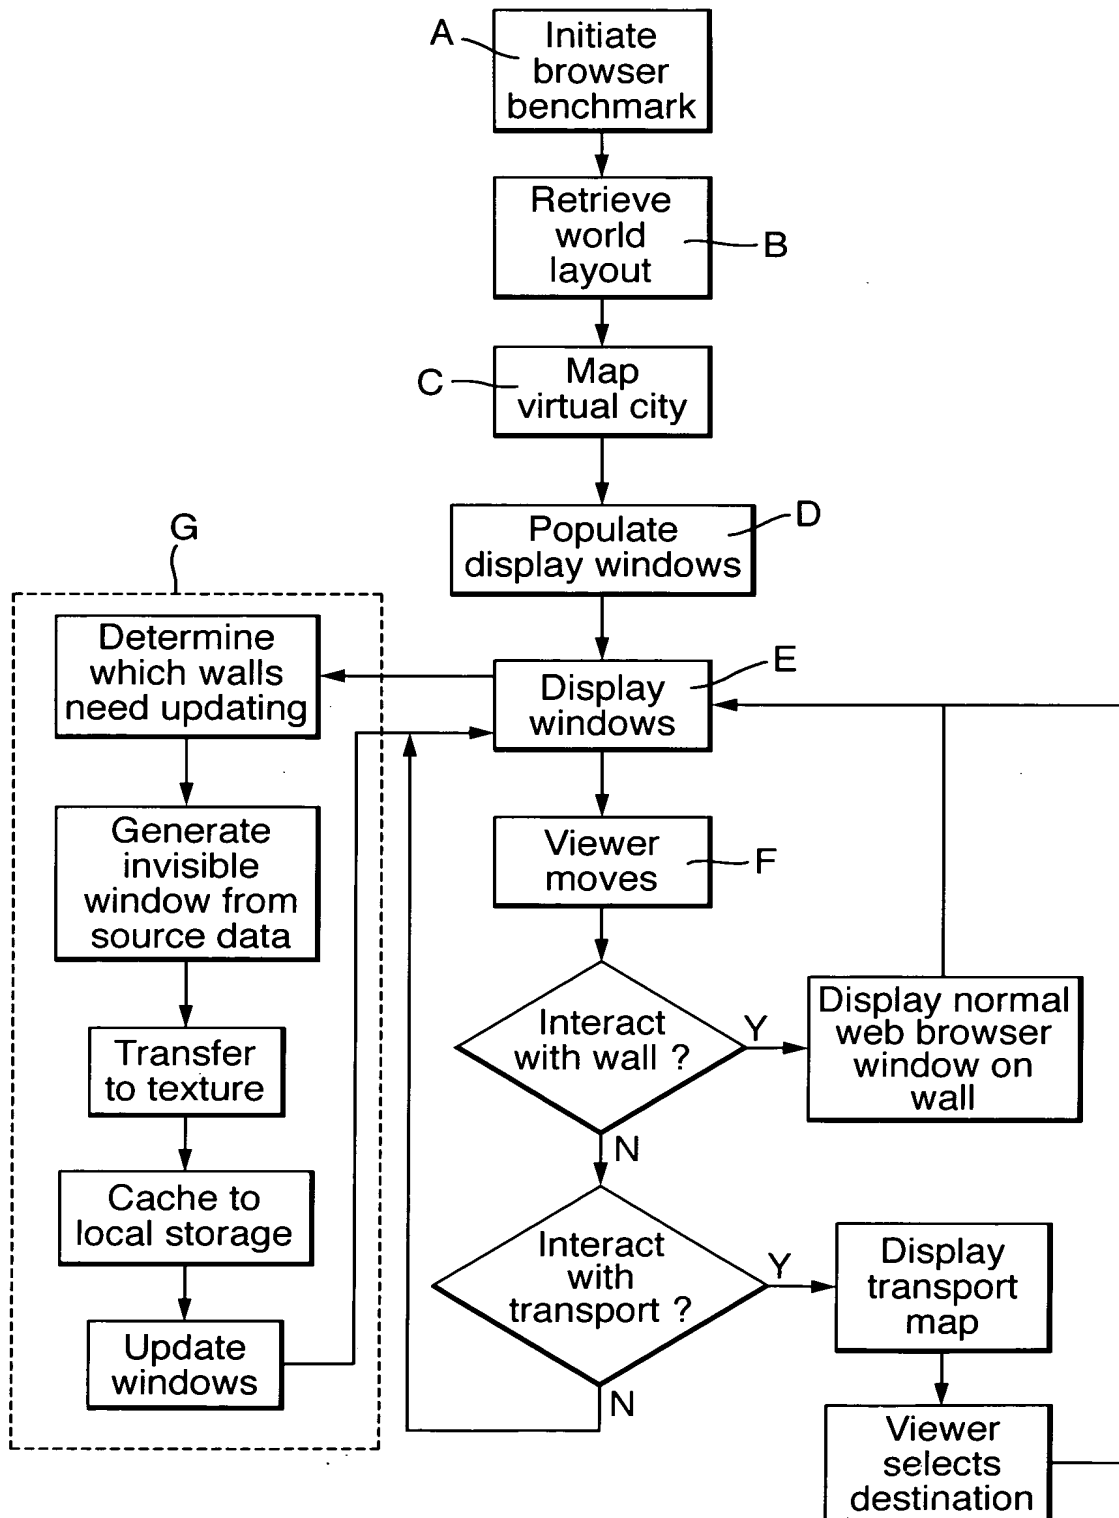 A
Initiate
browser
benchmark
Retrieve
world
layout
B
C
Map
virtual city
D
Populate
display windows
G
Determine
which walls
need updating
E
Display
windows
Generate
invisible
window from
source data
Viewer
moves
F
Interact
with wall ?
Y
N
Display normal
web browser
window on
wall
Transfer
to texture
Cache to
local storage
Interact
with
transport ?
Y
N
Display
transport
map
Update
windows
Viewer
selects
destination